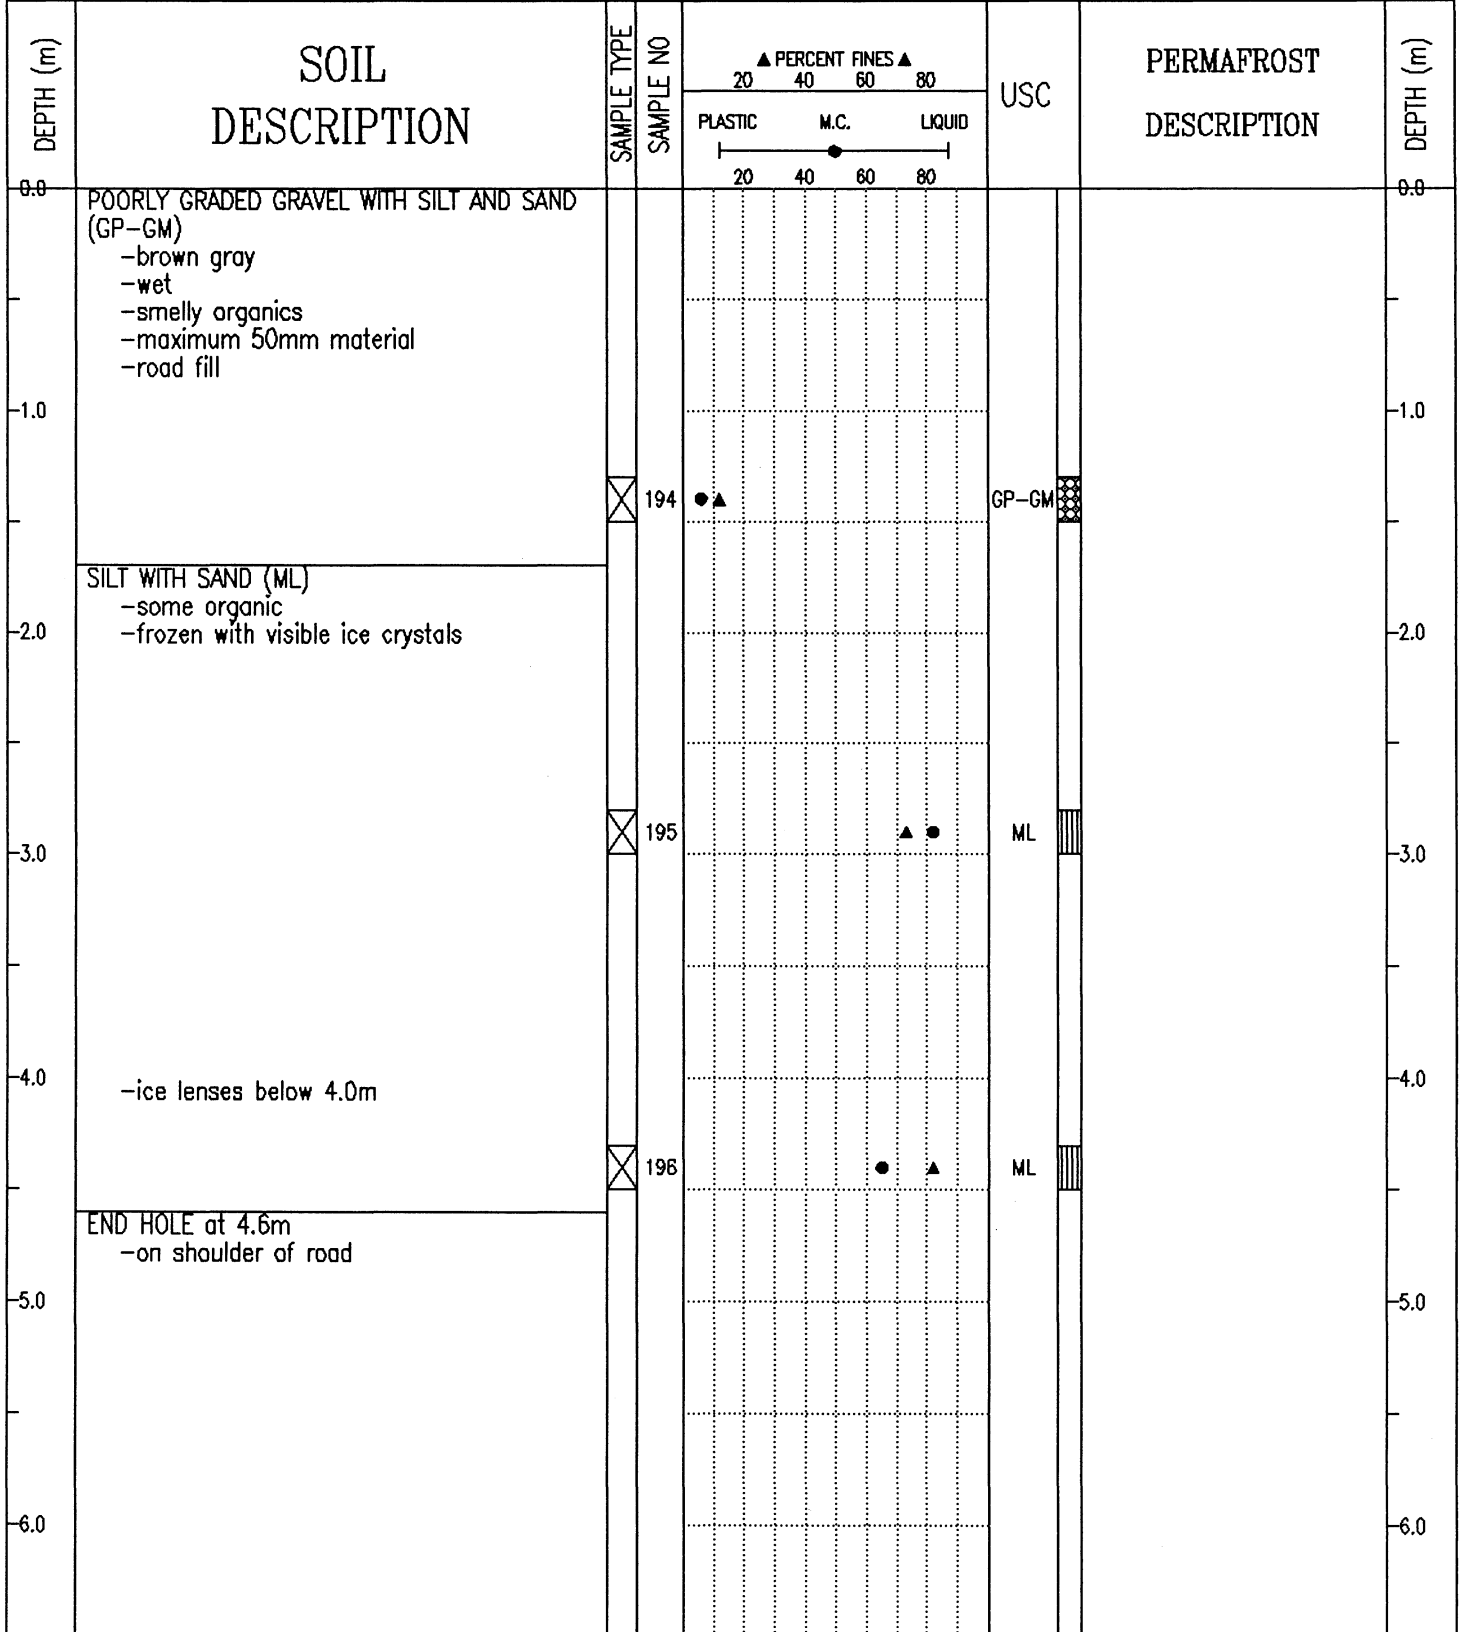 DEPTH (m)
SOIL
DESCRIPTION
SAMPLE TYPE
SAMPLE NO
▲ PERCENT FINES ▲
20 40 60 80
PLASTIC M.C. LIQUID
20 40 60 80
USC
PERMAFROST
DESCRIPTION
DEPTH (m)
0.0
POORLY GRADED GRAVEL WITH SILT AND SAND
(GP-GM)
-brown gray
-wet
-smelly organics
-maximum 50mm material
-road fill
0.0
1.0
1.0
194
GP-GM
SILT WITH SAND (ML)
-some organic
-frozen with visible ice crystals
2.0
2.0
195
ML
3.0
3.0
4.0
-ice lenses below 4.0m
4.0
196
ML
END HOLE at 4.6m
-on shoulder of road
5.0
5.0
6.0
6.0